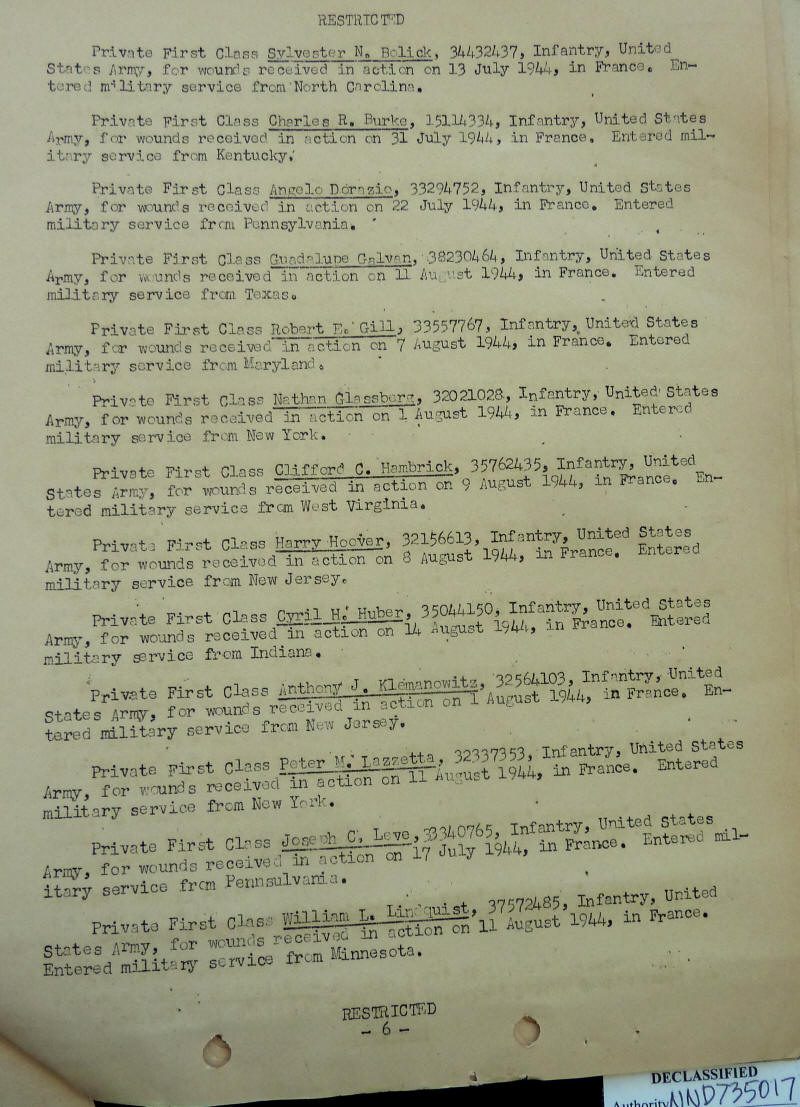 RESTRICTED
Private First Class Sylvester N. Bolick, 34432437, Infantry, United
States Army, for wounds received in action on 13 July 1944, in France. En-
tered military service from North Carolina.
Private First Class Charles R. Burke, 15114334, Infantry, United States
Army, for wounds received in action on 31 July 1944, in France. Entered mil-
itary service from Kentucky.
Private First Class Angelo Dorazio, 33294752, Infantry, United States
Army, for wounds received in action on 22 July 1944, in France. Entered
military service from Pennsylvania.
Private First Class Guadalupe Galvan, 38230464, Infantry, United States
Army, for wounds received in action on 11 August 1944, in France. Entered
military service from Texas.
Private First Class Robert E. Gill, 33557767, Infantry, United States
Army, for wounds received in action on 7 August 1944, in France. Entered
military service from Maryland.
Private First Class Nathan Glassberg, 32021028, Infantry, United States
Army, for wounds received in action on 1 August 1944, in France. Entered
military service from New York.
Private First Class Clifford C. Hambrick, 35762435, Infantry, United
States Army, for wounds received in action on 9 August 1944, in France. En-
tered military service from West Virginia.
Private First Class Harry Hoover, 32156613, Infantry, United States
Army, for wounds received in action on 8 August 1944, in France. Entered
military service from New Jersey.
Private First Class Cyril H. Huber, 35044150, Infantry, United States
Army, for wounds received in action on 14 August 1944, in France. Entered
military service from Indiana.
Private First Class Anthony J. Klemanowitz, 32564103, Infantry, United
States Army, for wounds received in action on 1 August 1944, in France. En-
tered military service from New Jersey.
Private First Class Peter M. Lazzetta, 32337353, Infantry, United States
Army, for wounds received in action on 11 August 1944, in France. Entered
military service from New York.
Private First Class Joseph C. Leve, Infantry, United States
Army, for wounds received in action on 17 July 1944, in France. Entered mil-
itary service from Pennsulvania.
Private First Class William L. Lindquist, 37572485, Infantry, United
States Army, for wounds received in action on 11 August 1944, in France.
Entered military service from Minnesota.
RESTRICTED
- 6 -
DECLASSIFIED
Authority NND735017